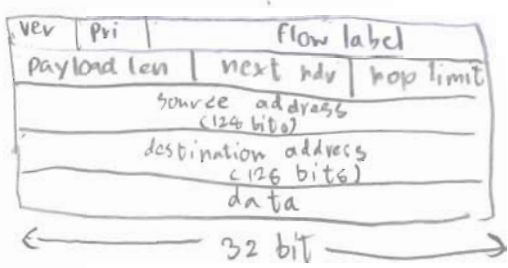 ver pri flow label
payload len next hdr hop limit
source address
(128 bits)
destination address
(128 bits)
data
32 bit